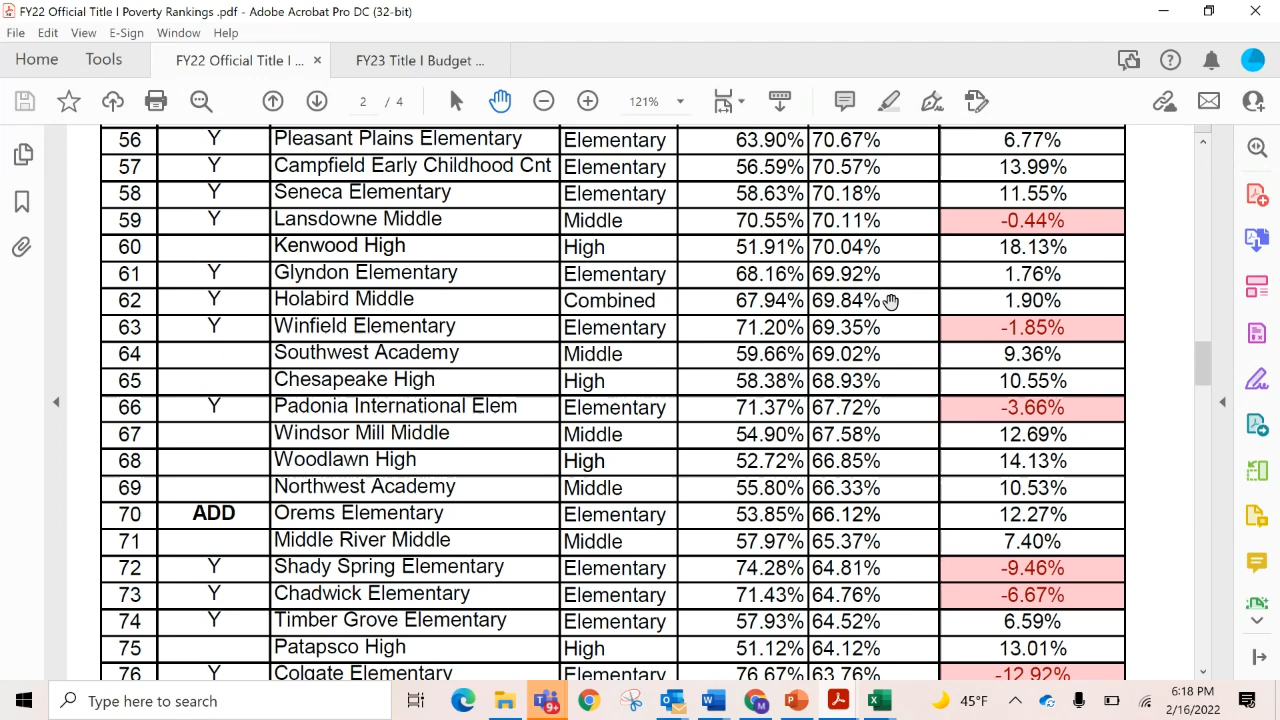 FY22 Official Title I Poverty Rankings .pdf - Adobe Acrobat Pro DC (32-bit)
File Edit View E-Sign Window Help
Home Tools FY22 Official Title I ... × FY23 Title I Budget ...
2 / 4 121%
56 Y Pleasant Plains Elementary Elementary 63.90% 70.67% 6.77%
57 Y Campfield Early Childhood Cnt Elementary 56.59% 70.57% 13.99%
58 Y Seneca Elementary Elementary 58.63% 70.18% 11.55%
59 Y Lansdowne Middle Middle 70.55% 70.11% -0.44%
60 Kenwood High High 51.91% 70.04% 18.13%
61 Y Glyndon Elementary Elementary 68.16% 69.92% 1.76%
62 Y Holabird Middle Combined 67.94% 69.84% 1.90%
63 Y Winfield Elementary Elementary 71.20% 69.35% -1.85%
64 Southwest Academy Middle 59.66% 69.02% 9.36%
65 Chesapeake High High 58.38% 68.93% 10.55%
66 Y Padonia International Elem Elementary 71.37% 67.72% -3.66%
67 Windsor Mill Middle Middle 54.90% 67.58% 12.69%
68 Woodlawn High High 52.72% 66.85% 14.13%
69 Northwest Academy Middle 55.80% 66.33% 10.53%
70 ADD Orems Elementary Elementary 53.85% 66.12% 12.27%
71 Middle River Middle Middle 57.97% 65.37% 7.40%
72 Y Shady Spring Elementary Elementary 74.28% 64.81% -9.46%
73 Y Chadwick Elementary Elementary 71.43% 64.76% -6.67%
74 Y Timber Grove Elementary Elementary 57.93% 64.52% 6.59%
75 Patapsco High High 51.12% 64.12% 13.01%
76 Y Colgate Elementary Elementary 76.67% 63.76% -12.92%
Type here to search 9+ 45°F 6:18 PM
2/16/2022